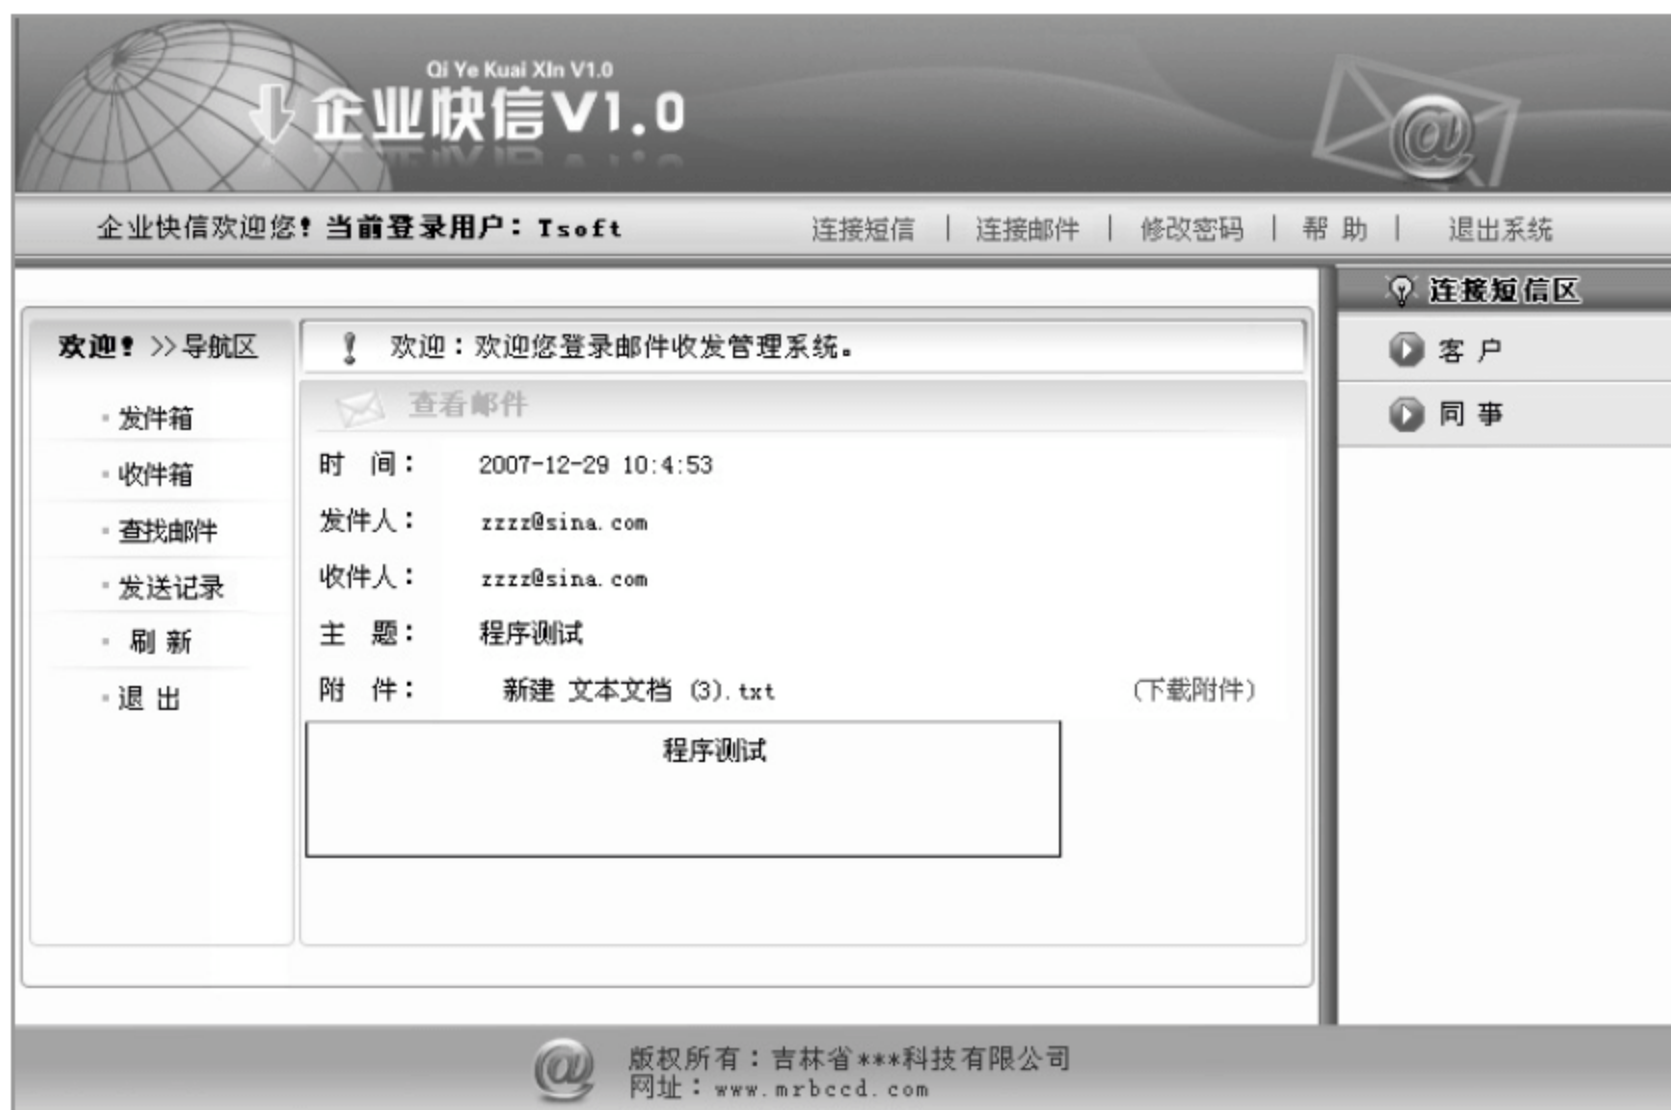 Qi Ye Kuai XIn V1.0
企业快信V1.0
企业快信欢迎您! 当前登录用户: Tsoft 连接短信 | 连接邮件 | 修改密码 | 帮 助 | 退出系统
连接短信区
客 户
同 事
欢迎! >>导航区
发件箱
收件箱
查找邮件
发送记录
刷 新
退 出
欢迎：欢迎您登录邮件收发管理系统。
查看邮件
时 间： 2007-12-29 10:4:53
发件人： zzzz@sina.com
收件人： zzzz@sina.com
主 题： 程序测试
附 件： 新建 文本文档 (3).txt (下载附件)
程序测试
版权所有：吉林省***科技有限公司
网址：www.mrbccd.com